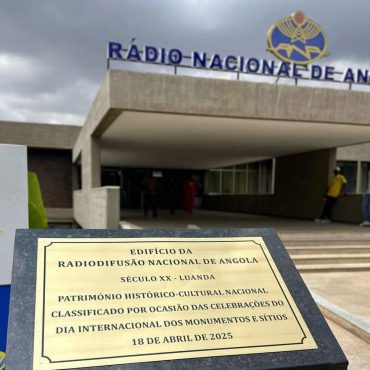 RÁDIO NACIONAL DE AN
EDIFÍCIO DA
RADIODIFUSÃO NACIONAL DE ANGOLA
SÉCULO XX - LUANDA
PATRIMÓNIO HISTÓRICO-CULTURAL NACIONAL
CLASSIFICADO POR OCASIÃO DAS CELEBRAÇÕES DO
DIA INTERNACIONAL DOS MONUMENTOS E SÍTIOS
18 DE ABRIL DE 2025